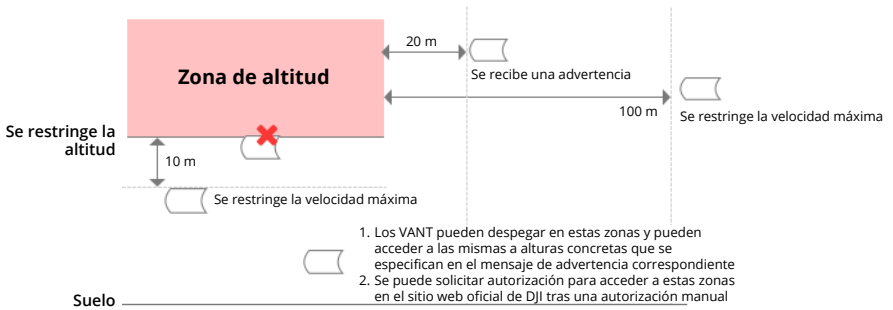 20 m
Zona de altitud
Se recibe una advertencia
100 m
Se restringe la velocidad máxima
Se restringe la
altitud
10 m
Se restringe la velocidad máxima
1. Los VANT pueden despegar en estas zonas y pueden
acceder a las mismas a alturas concretas que se
especifican en el mensaje de advertencia correspondiente
2. Se puede solicitar autorización para acceder a estas zonas
en el sitio web oficial de DJI tras una autorización manual
Suelo